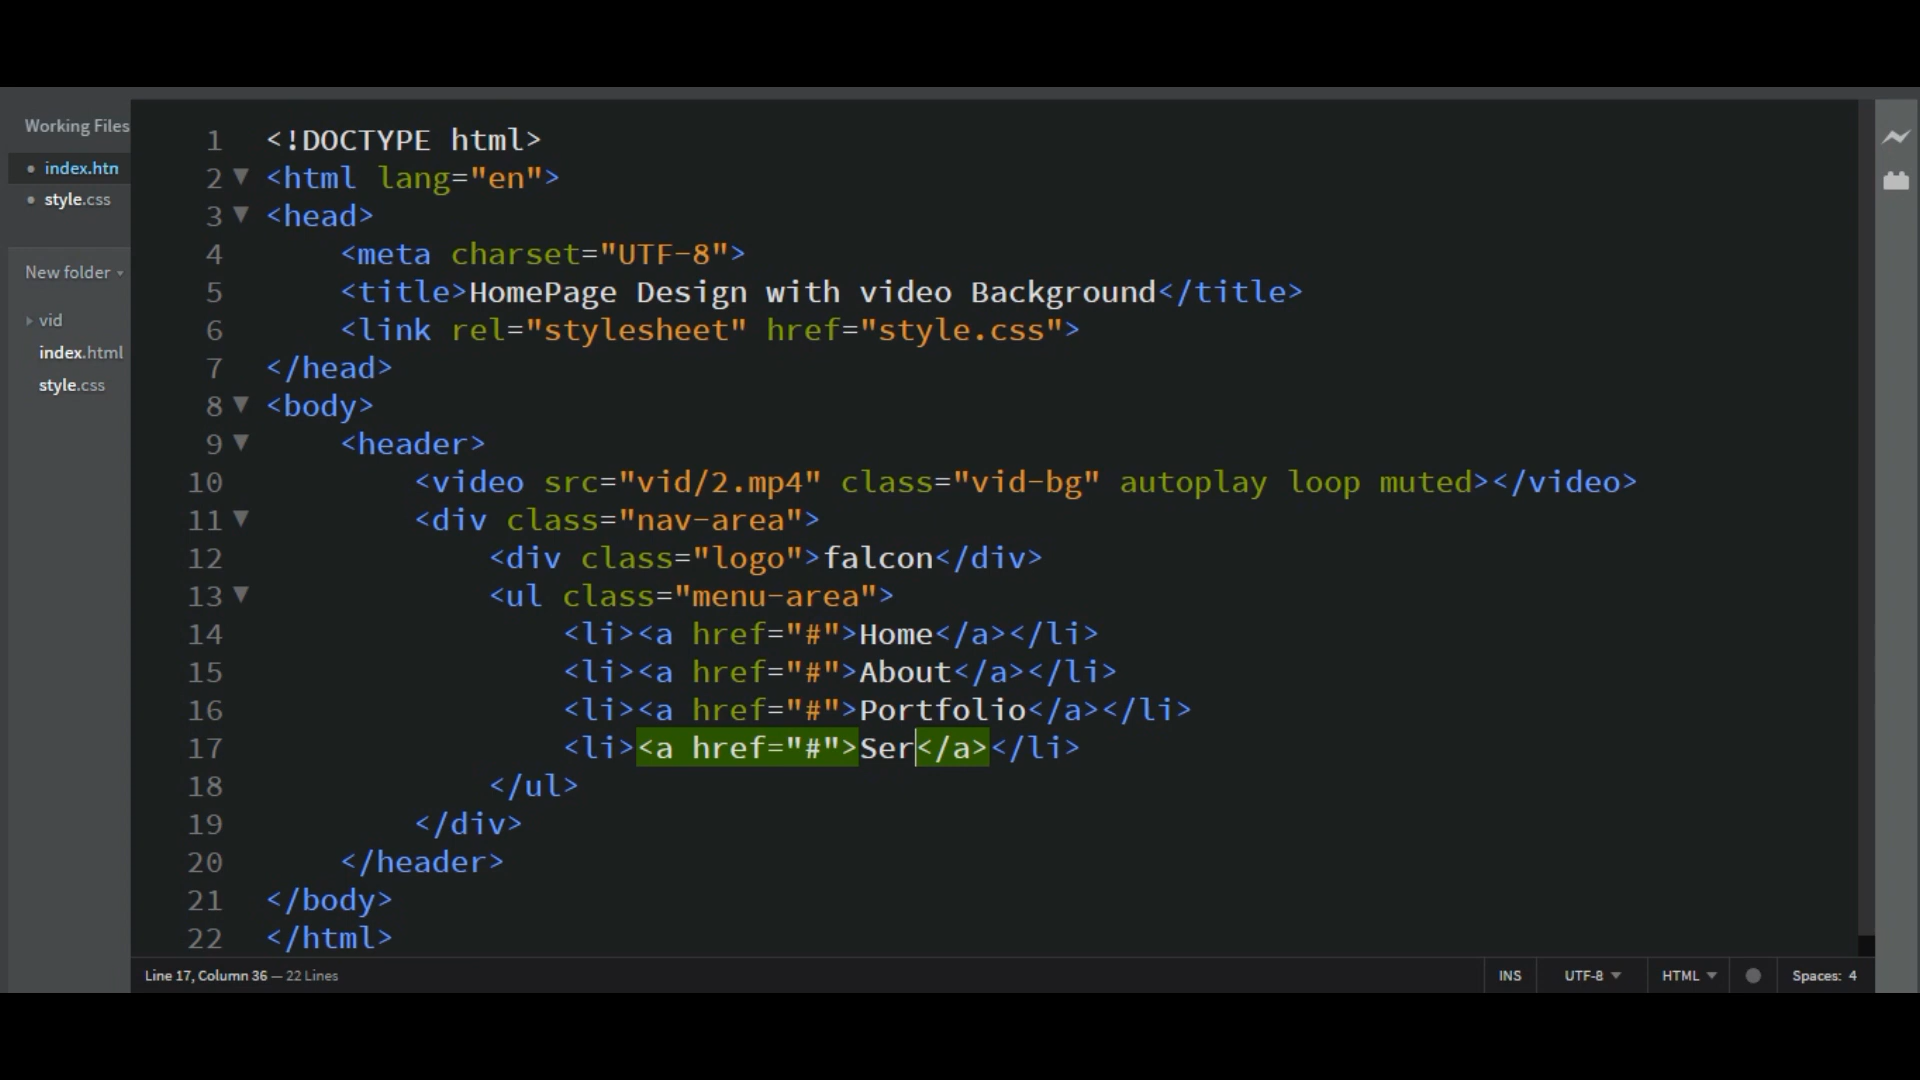 Working Files
index.htn
style.css
New folder
vid
index.html
style.css
1 <!DOCTYPE html>
2 <html lang="en">
3 <head>
4 <meta charset="UTF-8">
5 <title>HomePage Design with video Background</title>
6 <link rel="stylesheet" href="style.css">
7 </head>
8 <body>
9 <header>
10 <video src="vid/2.mp4" class="vid-bg" autoplay loop muted></video>
11 <div class="nav-area">
12 <div class="logo">falcon</div>
13 <ul class="menu-area">
14 <li><a href="#">Home</a></li>
15 <li><a href="#">About</a></li>
16 <li><a href="#">Portfolio</a></li>
17 <li><a href="#">Ser</a></li>
18 </ul>
19 </div>
20 </header>
21 </body>
22 </html>
Line 17, Column 36 — 22 Lines
INS UTF-8 HTML Spaces: 4